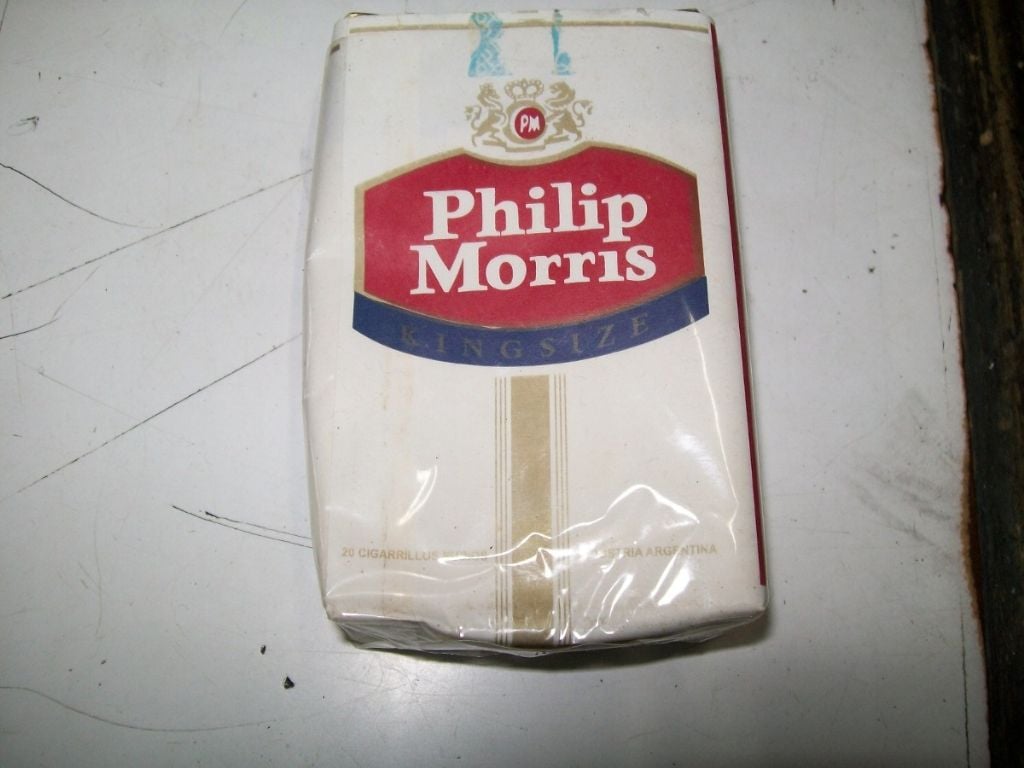 PM
Philip
Morris
KINGSIZE
20 CIGARRILLOS
ARGENTINA